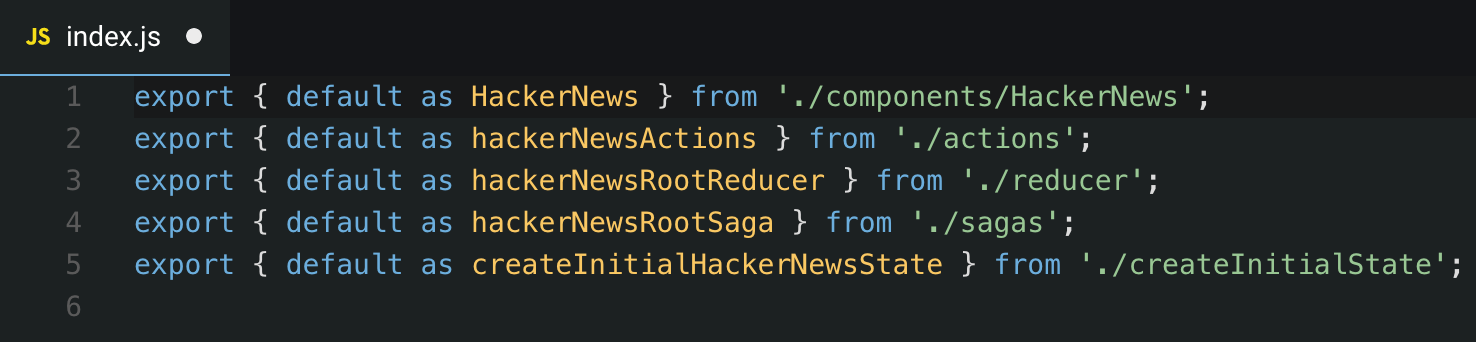 JS index.js
1 export { default as HackerNews } from './components/HackerNews';
2 export { default as hackerNewsActions } from './actions';
3 export { default as hackerNewsRootReducer } from './reducer';
4 export { default as hackerNewsRootSaga } from './sagas';
5 export { default as createInitialHackerNewsState } from './createInitialState';
6